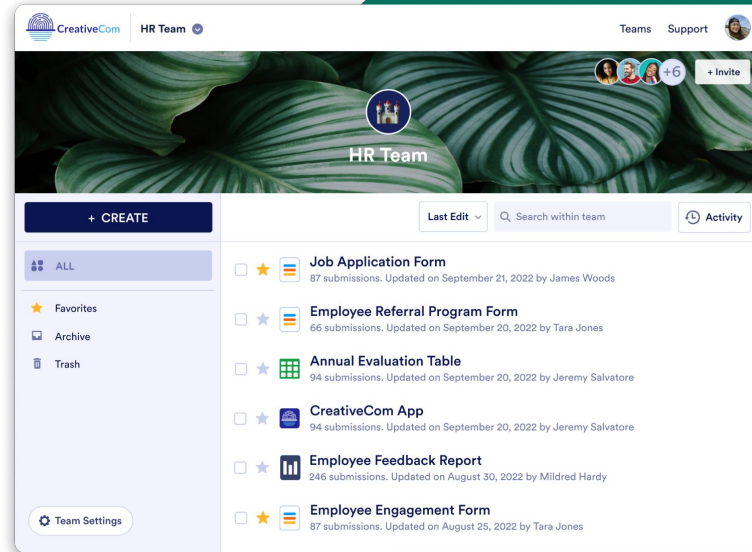 CreativeCom
HR Team
Teams
Support
+6
+ Invite
HR Team
+ CREATE
Last Edit
Search within team
Activity
ALL
Favorites
Archive
Trash
Job Application Form
87 submissions. Updated on September 21, 2022 by James Woods
Employee Referral Program Form
66 submissions. Updated on September 20, 2022 by Tara Jones
Annual Evaluation Table
94 submissions. Updated on September 20, 2022 by Jeremy Salvatore
CreativeCom App
94 submissions. Updated on September 20, 2022 by Jeremy Salvatore
Employee Feedback Report
246 submissions. Updated on August 30, 2022 by Mildred Hardy
Employee Engagement Form
87 submissions. Updated on August 25, 2022 by Tara Jones
Team Settings